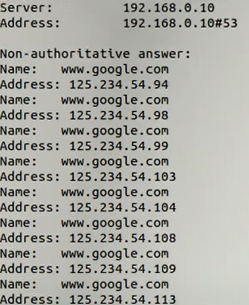 Server: 192.168.0.10
Address: 192.168.0.10#53
Non-authoritative answer:
Name: www.google.com
Address: 125.234.54.94
Name: www.google.com
Address: 125.234.54.98
Name: www.google.com
Address: 125.234.54.99
Name: www.google.com
Address: 125.234.54.103
Name: www.google.com
Address: 125.234.54.104
Name: www.google.com
Address: 125.234.54.108
Name: www.google.com
Address: 125.234.54.109
Name: www.google.com
Address: 125.234.54.113